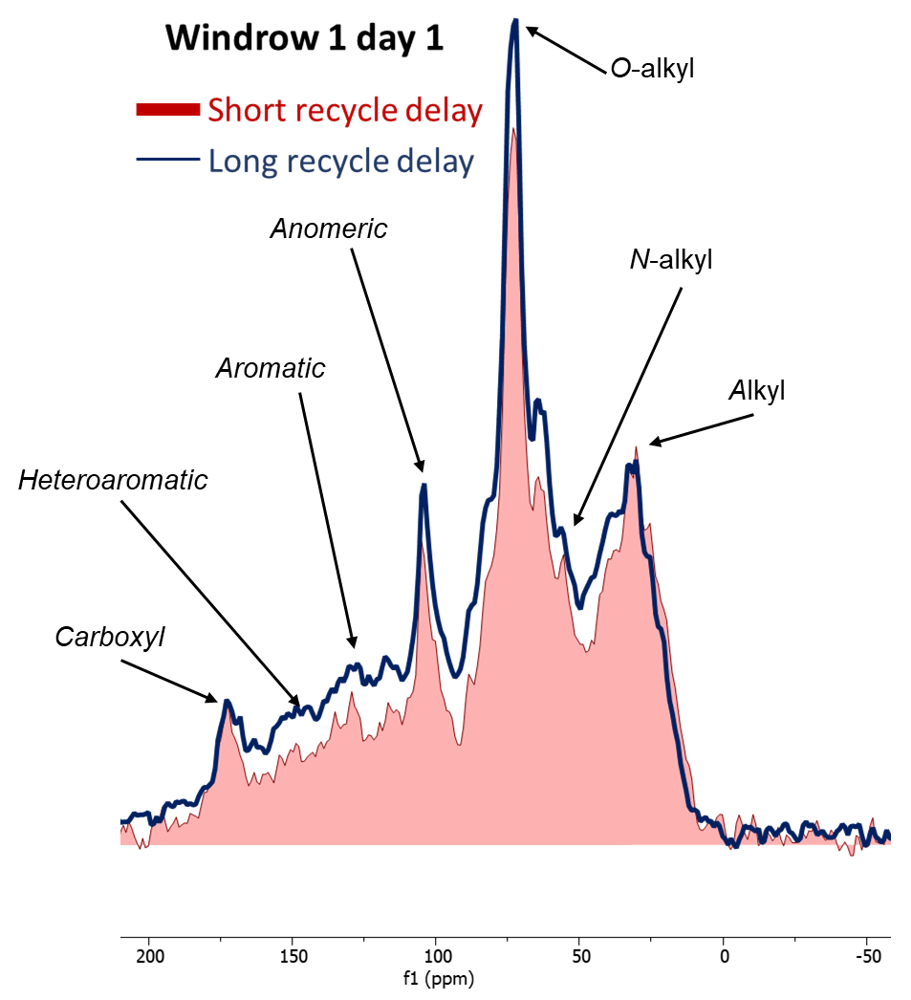 Windrow 1 day 1
Short recycle delay
Long recycle delay
O-alkyl
Anomeric
N-alkyl
Aromatic
Alkyl
Heteroaromatic
Carboxyl
200 150 100 50 0 -50
f1 (ppm)